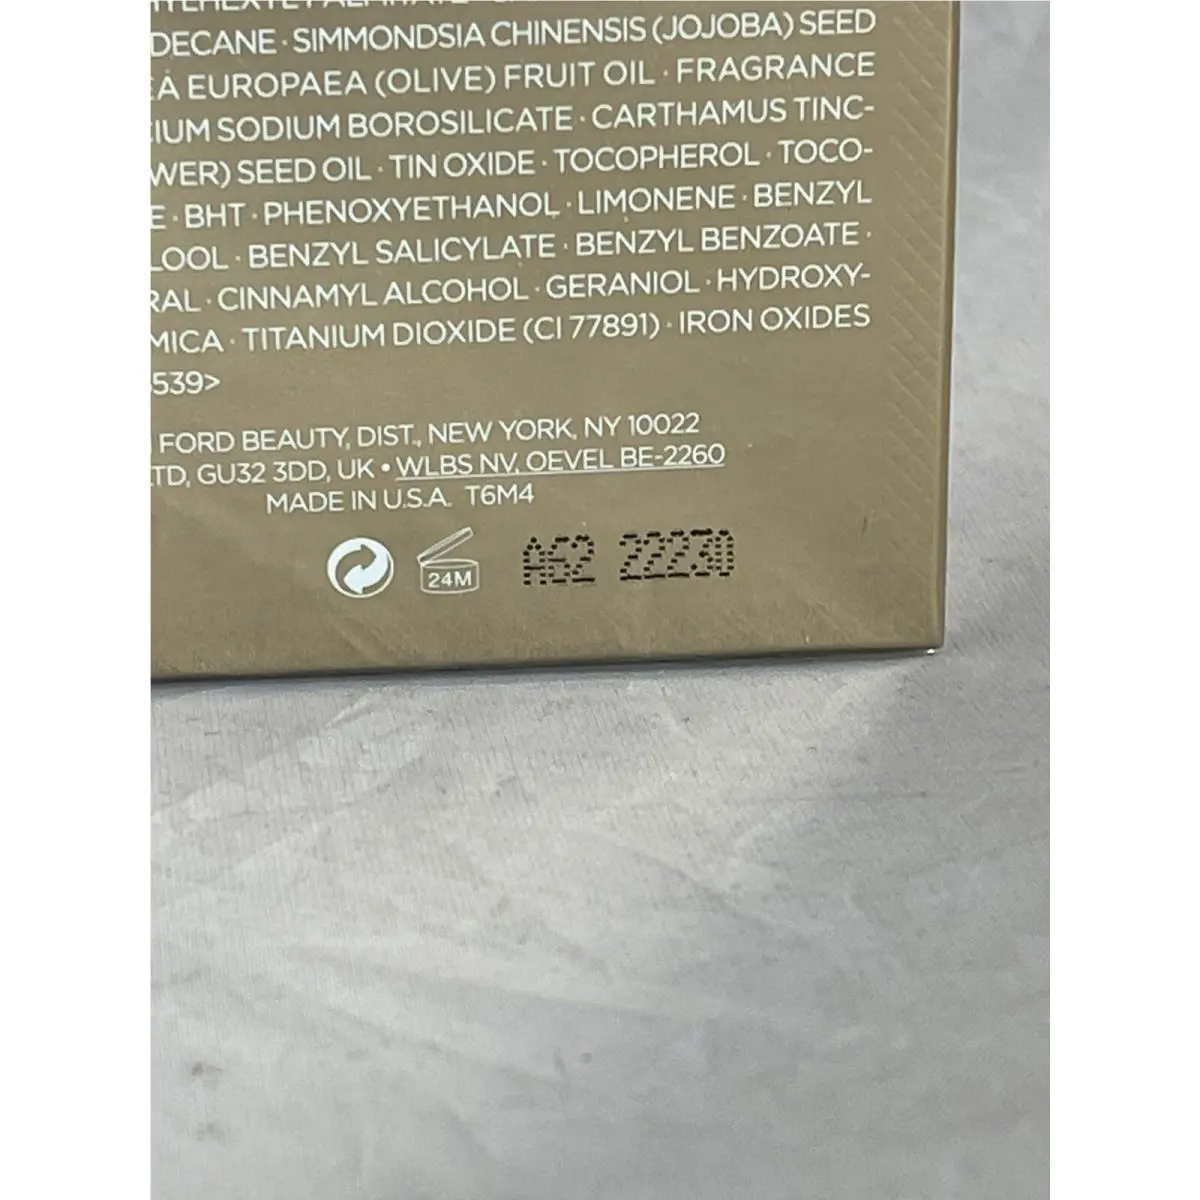 DECANE · SIMMONDSIA CHINENSIS (JOJOBA) SEED
EA EUROPAEA (OLIVE) FRUIT OIL · FRAGRANCE
IUM SODIUM BOROSILICATE · CARTHAMUS TINC-
WER) SEED OIL · TIN OXIDE · TOCOPHEROL · TOCO-
E · BHT · PHENOXYETHANOL · LIMONENE · BENZYL
LOOL · BENZYL SALICYLATE · BENZYL BENZOATE ·
RAL · CINNAMYL ALCOHOL · GERANIOL · HYDROXY-
MICA · TITANIUM DIOXIDE (CI 77891) · IRON OXIDES
539>
FORD BEAUTY, DIST., NEW YORK, NY 10022
LTD, GU32 3DD, UK • WLBS NV, OEVEL BE-2260
MADE IN U.S.A. T6M4
24M
A62 22230